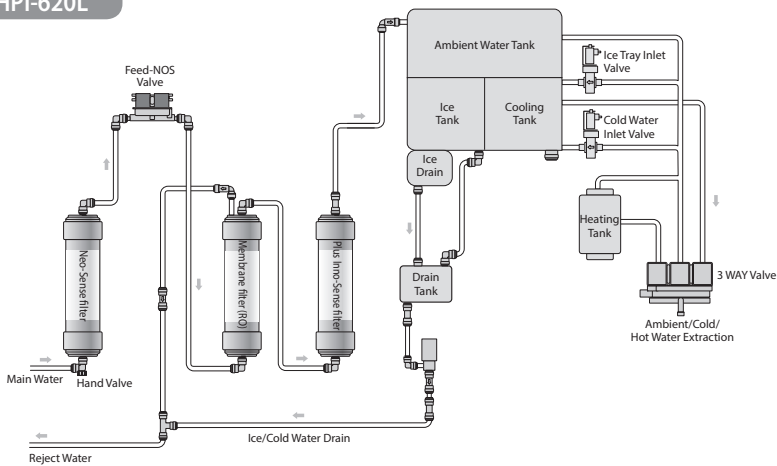 HPI-620L
Feed-NOS
Valve
Ambient Water Tank
Ice Tray Inlet
Valve
Ice
Tank
Cooling
Tank
Cold Water
Inlet Valve
Ice
Drain
Neo-Sense filter
Membrane filter (RO)
Plus Inno-Sense filter
Heating
Tank
Drain
Tank
3 WAY Valve
Ambient/Cold/
Hot Water Extraction
Main Water
Hand Valve
Ice/Cold Water Drain
Reject Water